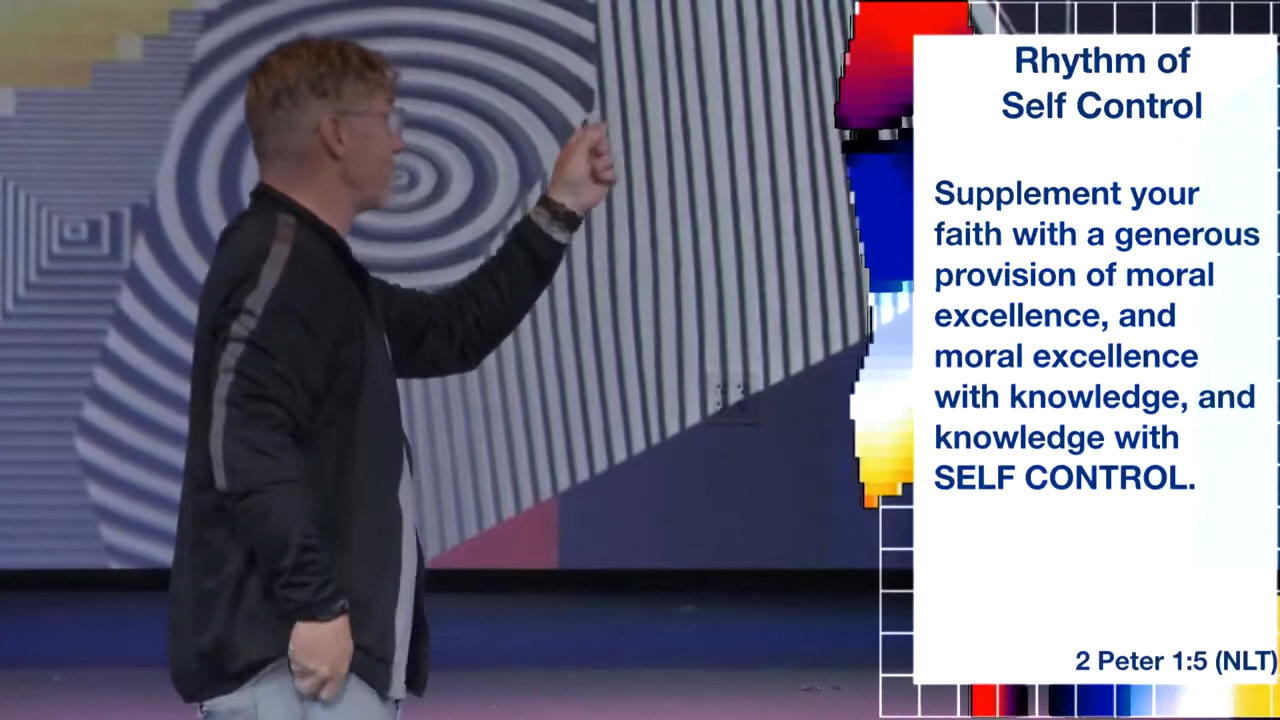 Rhythm of
Self Control
Supplement your
faith with a generous
provision of moral
excellence, and
moral excellence
with knowledge, and
knowledge with
SELF CONTROL.
2 Peter 1:5 (NLT)